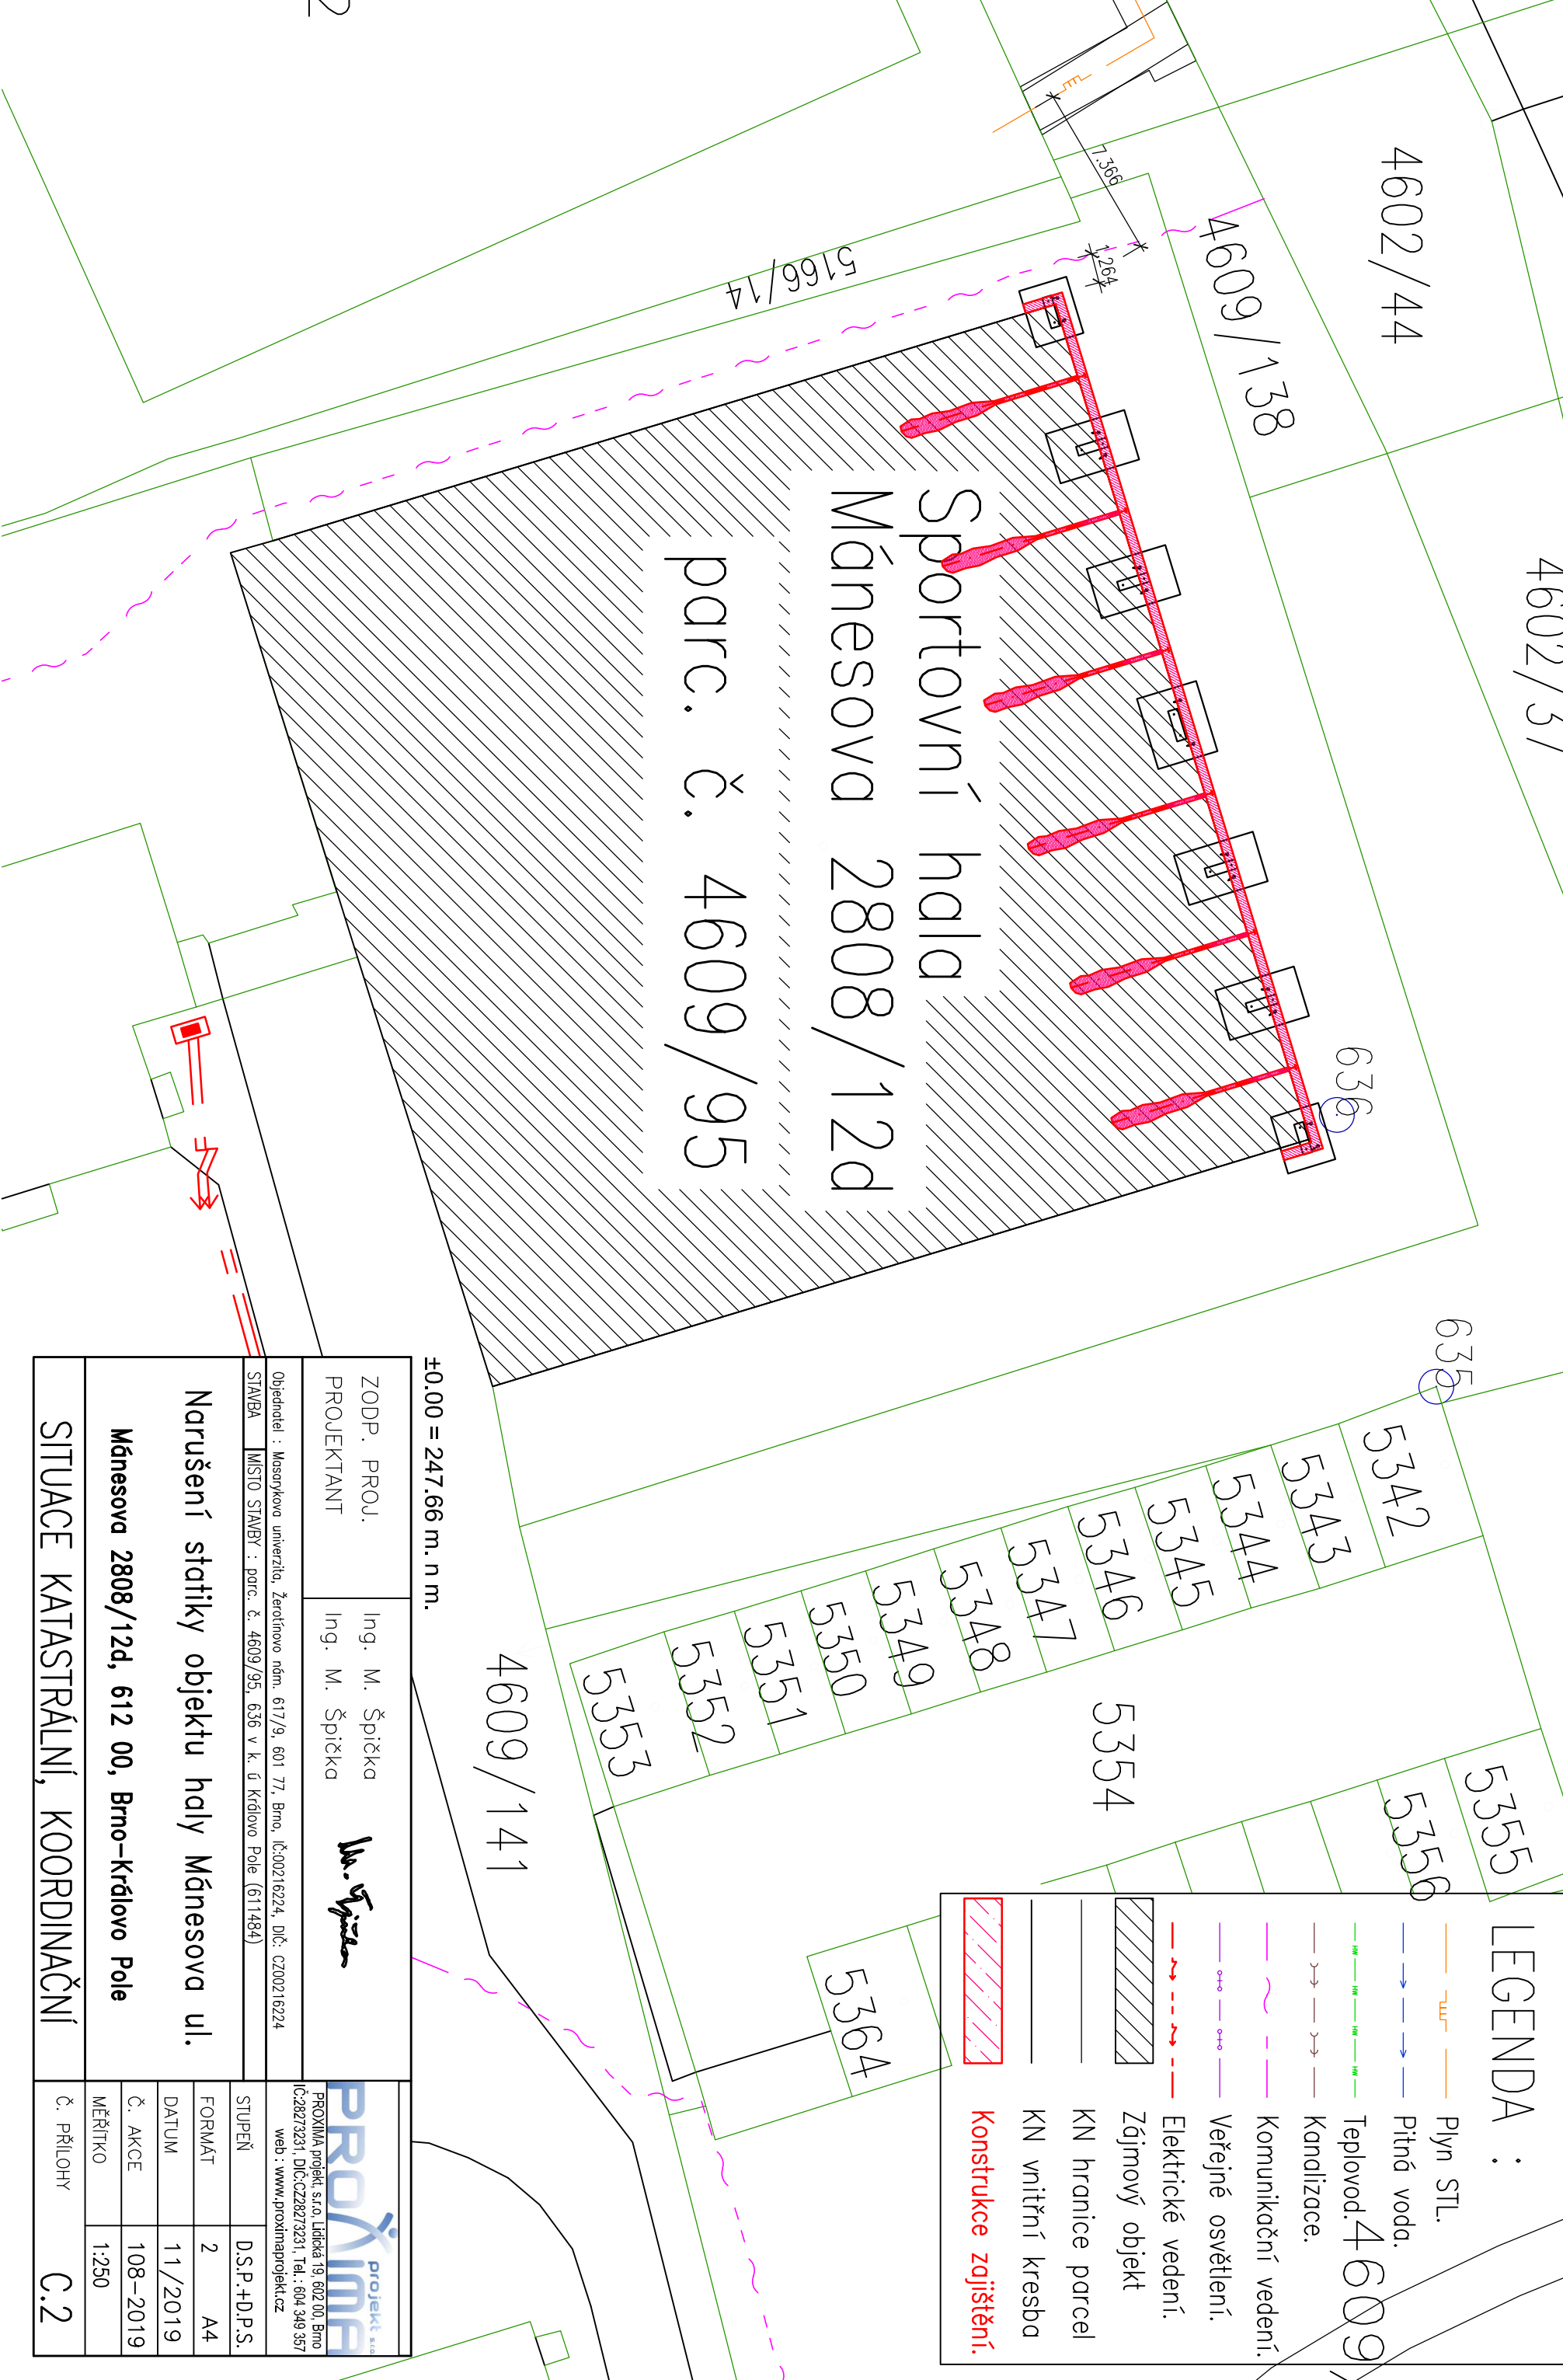 4602/44
4602/37
4609/138
5166/14
7.366
1.264
Sportovní hala
Mánesova 2808/12d
parc. č. 4609/95
636
635
5342
5343
5344
5345
5346
5347
5348
5349
5350
5351
5352
5353
5354
5355
5356
5364
4609/141
LEGENDA :
Plyn STL.
Pitná voda.
Teplovod.
Kanalizace.
Komunikační vedení.
Veřejné osvětlení.
Elektrické vedení.
Zájmový objekt
KN hranice parcel
KN vnitřní kresba
Konstrukce zajištění.
±0.00 = 247.66 m. n m.
ZODP. PROJ. Ing. M. Špička
PROJEKTANT Ing. M. Špička
Objednatel : Masarykova univerzita, Žerotínovo nám. 617/9, 601 77, Brno, IČ:00216224, DIČ: CZ00216224
STAVBA MÍSTO STAVBY : parc. č. 4609/95, 636 v k. ú Královo Pole (611484)
Narušení statiky objektu haly Mánesova ul.
Mánesova 2808/12d, 612 00, Brno-Královo Pole
SITUACE KATASTRÁLNÍ, KOORDINAČNÍ
PROXIMA projekt s.r.o.
PROXIMA projekt, s.r.o, Lidická 19, 602 00, Brno
IČ:28273231, DIČ:CZ28273231, Tel.: 604 349 357
web : www.proximaprojekt.cz
STUPEŇ D.S.P.+D.P.S.
FORMÁT 2 A4
DATUM 11/2019
Č. AKCE 108-2019
MĚŘÍTKO 1:250
Č. PŘÍLOHY C.2